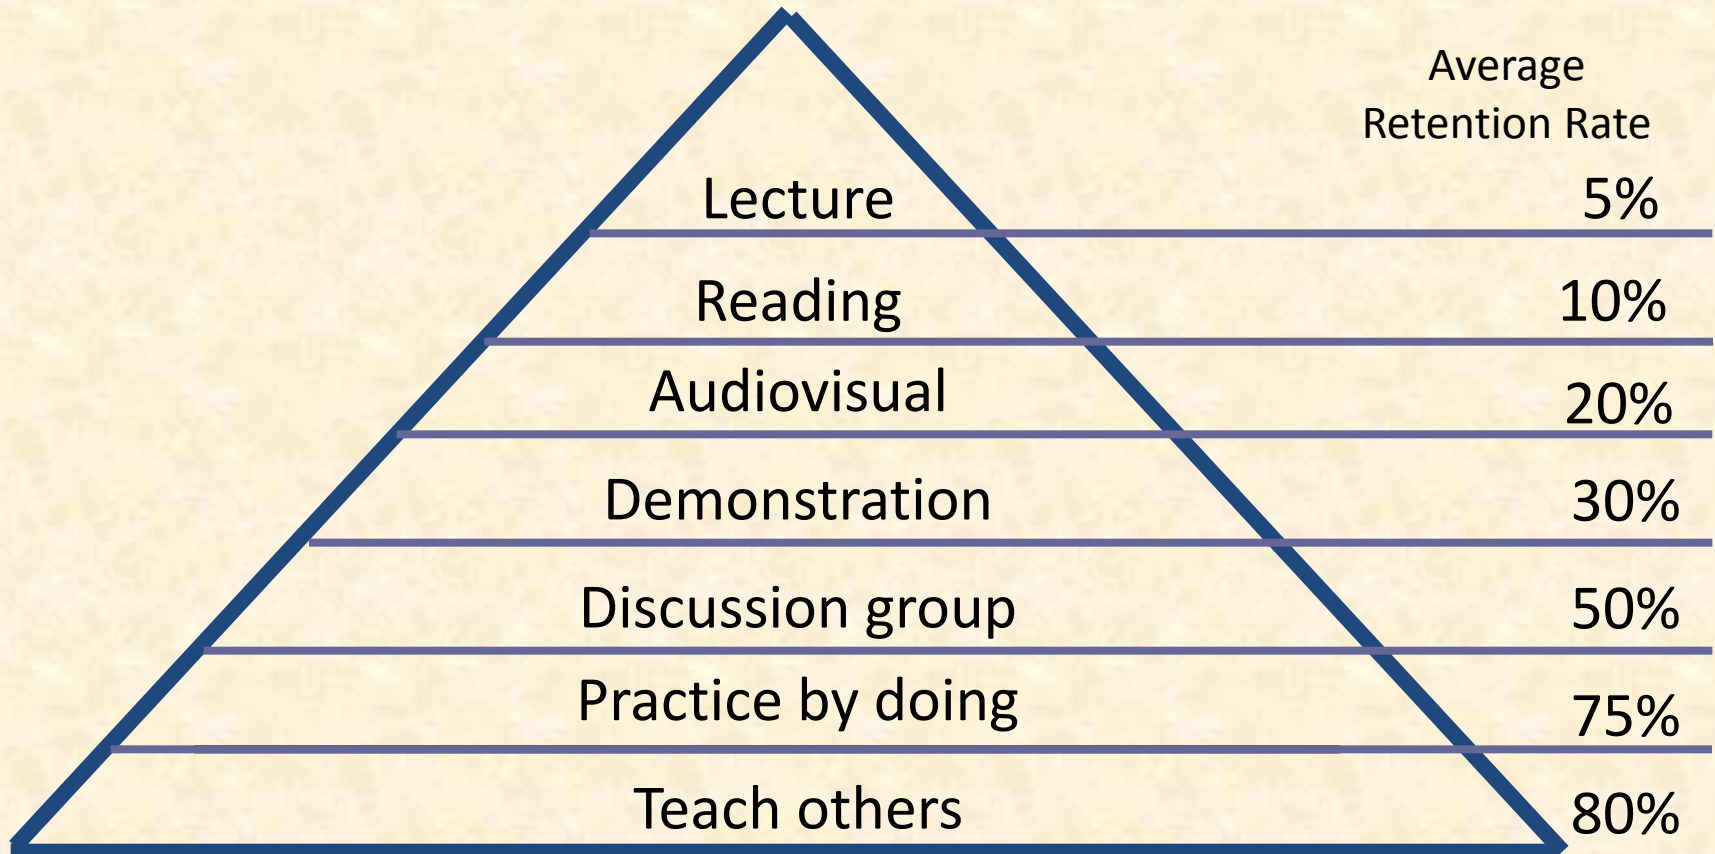 Average
Retention Rate
Lecture 5%
Reading 10%
Audiovisual 20%
Demonstration 30%
Discussion group 50%
Practice by doing 75%
Teach others 80%